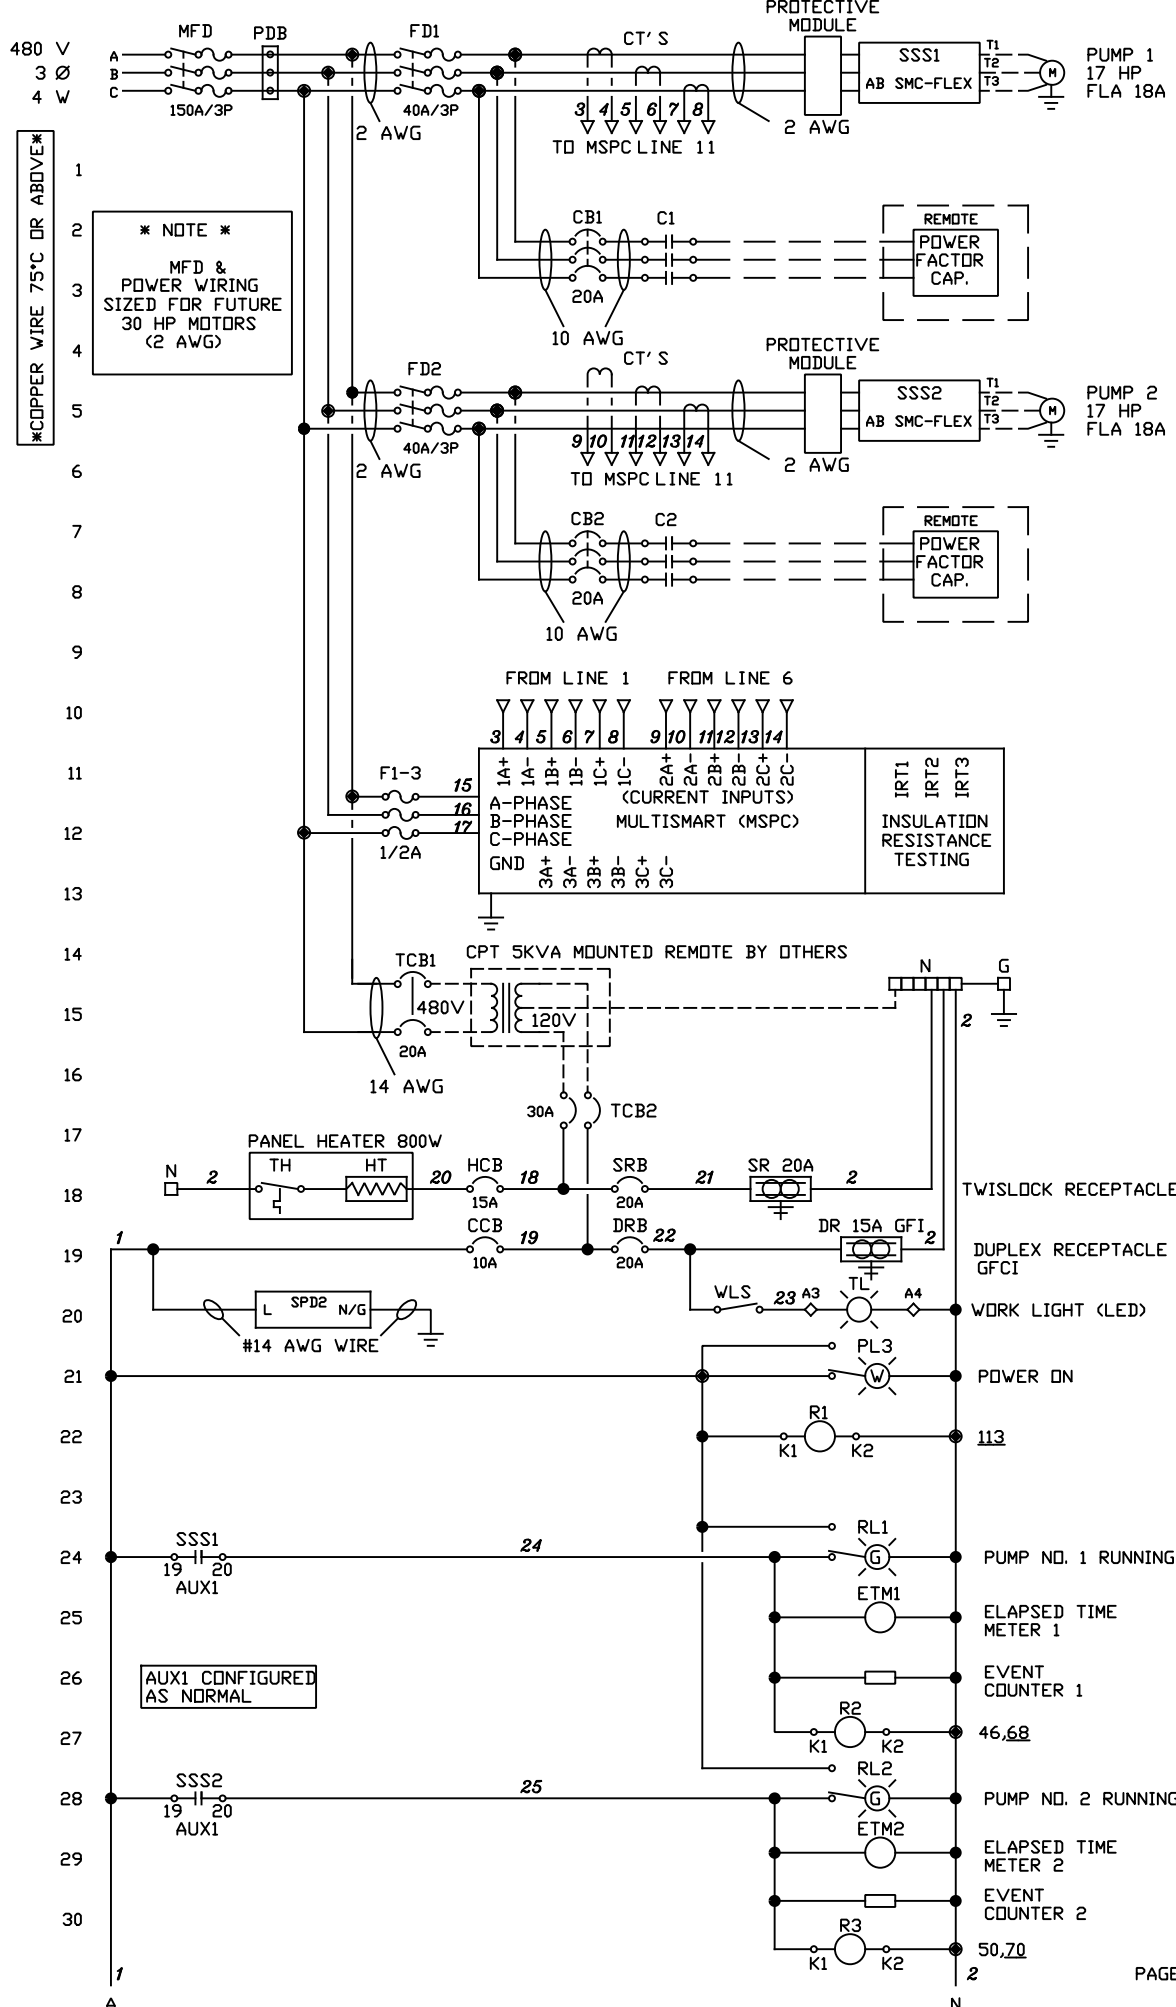 480 V
3 Ø
4 W
A
B
C
MFD
150A/3P
PDB
FD1
40A/3P
2 AWG
CT'S
3 4 5 6 7 8
TO MSPC LINE 11
PROTECTIVE
MODULE
2 AWG
SSS1
AB SMC-FLEX
T1
T2
T3
M
PUMP 1
17 HP
FLA 18A
*COPPER WIRE 75°C OR ABOVE*
1
2
3
4
5
6
7
8
9
10
11
12
13
14
15
16
17
18
19
20
21
22
23
24
25
26
27
28
29
30
* NOTE *
MFD &
POWER WIRING
SIZED FOR FUTURE
30 HP MOTORS
(2 AWG)
CB1
20A
C1
10 AWG
REMOTE
POWER
FACTOR
CAP.
FD2
40A/3P
2 AWG
CT'S
9 10 11 12 13 14
TO MSPC LINE 11
PROTECTIVE
MODULE
2 AWG
SSS2
AB SMC-FLEX
T1
T2
T3
M
PUMP 2
17 HP
FLA 18A
CB2
20A
C2
10 AWG
REMOTE
POWER
FACTOR
CAP.
FROM LINE 1
FROM LINE 6
3 4 5 6 7 8
9 10 11 12 13 14
1A+ 1A- 1B+ 1B- 1C+ 1C-
2A+ 2A- 2B+ 2B- 2C+ 2C-
F1-3
1/2A
15
16
17
A-PHASE
B-PHASE
C-PHASE
GND
(CURRENT INPUTS)
MULTISMART (MSPC)
3A+ 3A- 3B+ 3B- 3C+ 3C-
IRT1 IRT2 IRT3
INSULATION
RESISTANCE
TESTING
CPT 5KVA MOUNTED REMOTE BY OTHERS
TCB1
20A
480V
120V
14 AWG
N
G
2
30A
TCB2
PANEL HEATER 800W
N
2
TH
HT
20
HCB
15A
18
SRB
20A
21
SR 20A
2
TWISLOCK RECEPTACLE
1
CCB
10A
19
DRB
20A
22
DR 15A GFI
2
DUPLEX RECEPTACLE
GFCI
L
SPD2
N/G
#14 AWG WIRE
WLS
23
A3
TL
A4
WORK LIGHT (LED)
PL3
W
POWER ON
R1
K1
K2
113
SSS1
19 20
AUX1
24
RL1
G
PUMP NO. 1 RUNNING
ETM1
ELAPSED TIME
METER 1
AUX1 CONFIGURED
AS NORMAL
EVENT
COUNTER 1
R2
K1
K2
46,68
SSS2
19 20
AUX1
25
RL2
G
PUMP NO. 2 RUNNING
ETM2
ELAPSED TIME
METER 2
EVENT
COUNTER 2
R3
K1
K2
50,70
1
2
PAGE
A
N